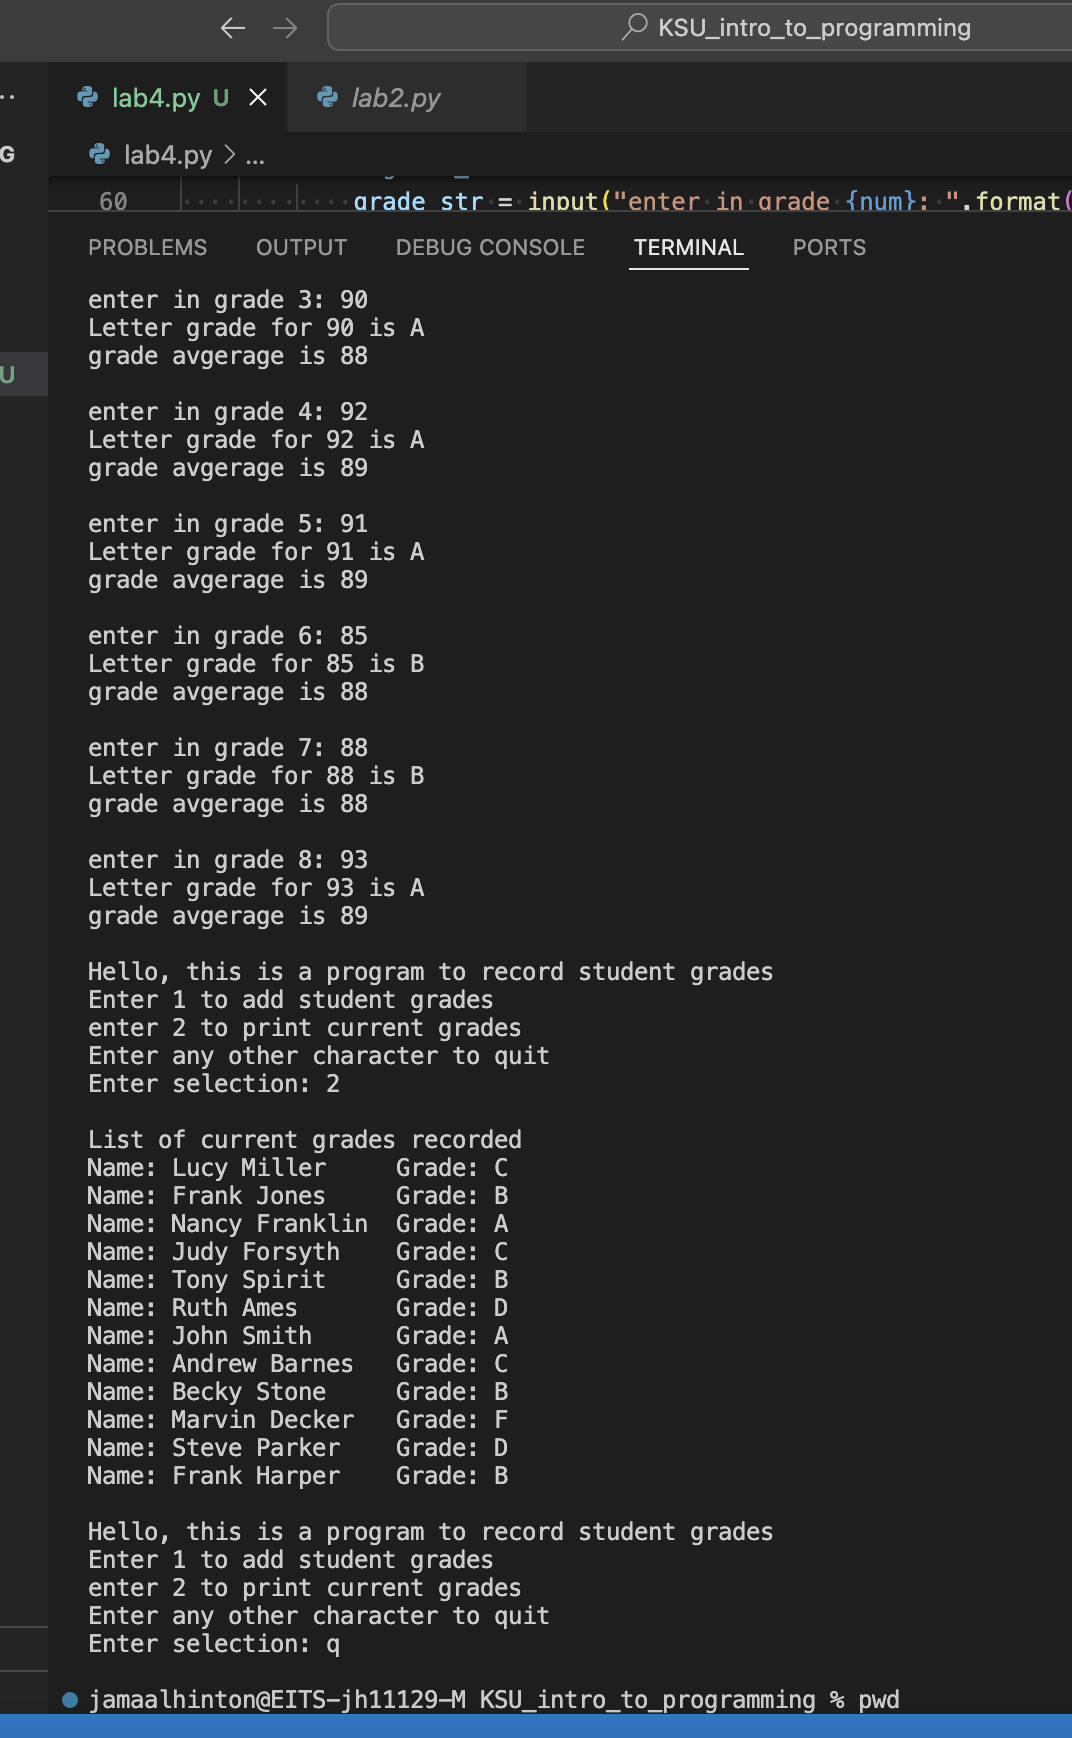 KSU_intro_to_programming
lab4.py U lab2.py
G
lab4.py > ...
60 grade_str = input("enter in grade {num}: ".format(
PROBLEMS OUTPUT DEBUG CONSOLE TERMINAL PORTS
enter in grade 3: 90
Letter grade for 90 is A
grade avgerage is 88
U
enter in grade 4: 92
Letter grade for 92 is A
grade avgerage is 89
enter in grade 5: 91
Letter grade for 91 is A
grade avgerage is 89
enter in grade 6: 85
Letter grade for 85 is B
grade avgerage is 88
enter in grade 7: 88
Letter grade for 88 is B
grade avgerage is 88
enter in grade 8: 93
Letter grade for 93 is A
grade avgerage is 89
Hello, this is a program to record student grades
Enter 1 to add student grades
enter 2 to print current grades
Enter any other character to quit
Enter selection: 2
List of current grades recorded
Name: Lucy Miller Grade: C
Name: Frank Jones Grade: B
Name: Nancy Franklin Grade: A
Name: Judy Forsyth Grade: C
Name: Tony Spirit Grade: B
Name: Ruth Ames Grade: D
Name: John Smith Grade: A
Name: Andrew Barnes Grade: C
Name: Becky Stone Grade: B
Name: Marvin Decker Grade: F
Name: Steve Parker Grade: D
Name: Frank Harper Grade: B
Hello, this is a program to record student grades
Enter 1 to add student grades
enter 2 to print current grades
Enter any other character to quit
Enter selection: q
jamaalhinton@EITS-jh11129-M KSU_intro_to_programming % pwd